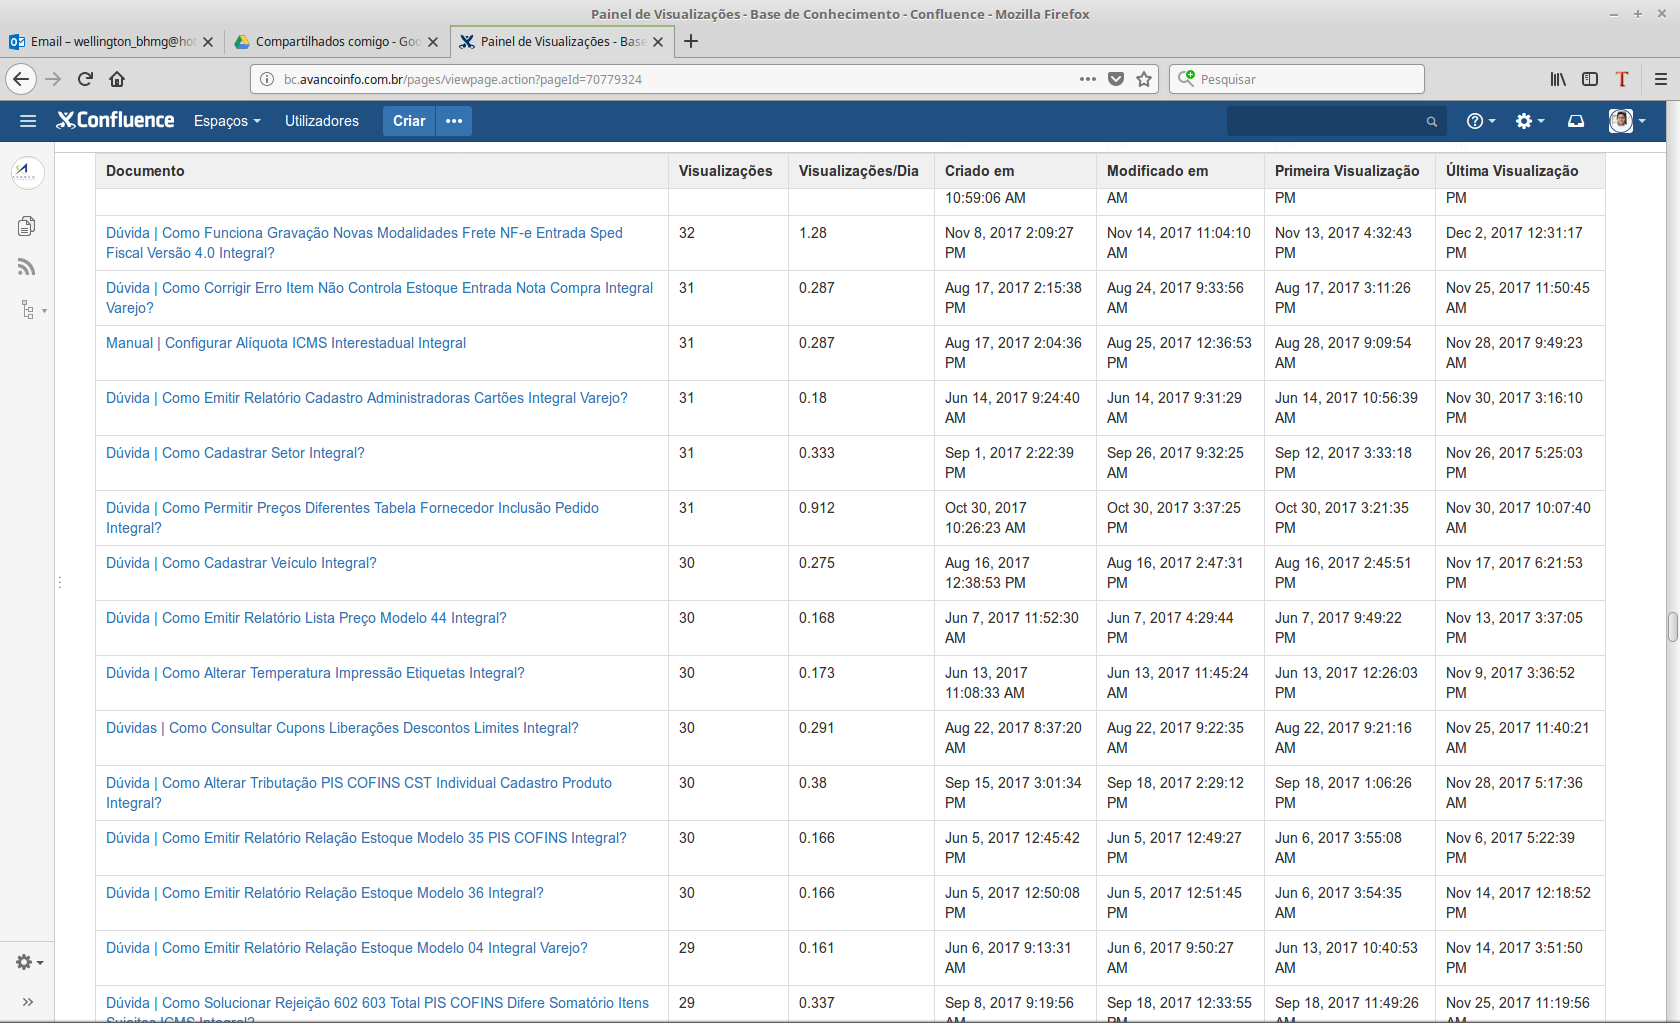 Painel de Visualizações - Base de Conhecimento - Confluence - Mozilla Firefox
Email – wellington_bhmg@ho
Compartilhados comigo - Goo
Painel de Visualizações - Base
bc.avancoinfo.com.br/pages/viewpage.action?pageId=70779324
Pesquisar
Confluence
Espaços
Utilizadores
Criar
Documento Visualizações Visualizações/Dia Criado em Modificado em Primeira Visualização Última Visualização
10:59:06 AM AM PM PM
Dúvida | Como Funciona Gravação Novas Modalidades Frete NF-e Entrada Sped 32 1.28 Nov 8, 2017 2:09:27 Nov 14, 2017 11:04:10 Nov 13, 2017 4:32:43 Dec 2, 2017 12:31:17
Fiscal Versão 4.0 Integral? PM AM PM PM
Dúvida | Como Corrigir Erro Item Não Controla Estoque Entrada Nota Compra Integral 31 0.287 Aug 17, 2017 2:15:38 Aug 24, 2017 9:33:56 Aug 17, 2017 3:11:26 Nov 25, 2017 11:50:45
Varejo? PM AM PM AM
Manual | Configurar Alíquota ICMS Interestadual Integral 31 0.287 Aug 17, 2017 2:04:36 Aug 25, 2017 12:36:53 Aug 28, 2017 9:09:54 Nov 28, 2017 9:49:23
PM PM AM AM
Dúvida | Como Emitir Relatório Cadastro Administradoras Cartões Integral Varejo? 31 0.18 Jun 14, 2017 9:24:40 Jun 14, 2017 9:31:29 Jun 14, 2017 10:56:39 Nov 30, 2017 3:16:10
AM AM AM PM
Dúvida | Como Cadastrar Setor Integral? 31 0.333 Sep 1, 2017 2:22:39 Sep 26, 2017 9:32:25 Sep 12, 2017 3:33:18 Nov 26, 2017 5:25:03
PM AM PM PM
Dúvida | Como Permitir Preços Diferentes Tabela Fornecedor Inclusão Pedido 31 0.912 Oct 30, 2017 Oct 30, 2017 3:37:25 Oct 30, 2017 3:21:35 Nov 30, 2017 10:07:40
Integral? 10:26:23 AM PM PM AM
Dúvida | Como Cadastrar Veículo Integral? 30 0.275 Aug 16, 2017 Aug 16, 2017 2:47:31 Aug 16, 2017 2:45:51 Nov 17, 2017 6:21:53
12:38:53 PM PM PM PM
Dúvida | Como Emitir Relatório Lista Preço Modelo 44 Integral? 30 0.168 Jun 7, 2017 11:52:30 Jun 7, 2017 4:29:44 Jun 7, 2017 9:49:22 Nov 13, 2017 3:37:05
AM PM PM PM
Dúvida | Como Alterar Temperatura Impressão Etiquetas Integral? 30 0.173 Jun 13, 2017 Jun 13, 2017 11:45:24 Jun 13, 2017 12:26:03 Nov 9, 2017 3:36:52
11:08:33 AM AM PM PM
Dúvidas | Como Consultar Cupons Liberações Descontos Limites Integral? 30 0.291 Aug 22, 2017 8:37:20 Aug 22, 2017 9:22:35 Aug 22, 2017 9:21:16 Nov 25, 2017 11:40:21
AM AM AM AM
Dúvida | Como Alterar Tributação PIS COFINS CST Individual Cadastro Produto 30 0.38 Sep 15, 2017 3:01:34 Sep 18, 2017 2:29:12 Sep 18, 2017 1:06:26 Nov 28, 2017 5:17:36
Integral? PM PM PM AM
Dúvida | Como Emitir Relatório Relação Estoque Modelo 35 PIS COFINS Integral? 30 0.166 Jun 5, 2017 12:45:42 Jun 5, 2017 12:49:27 Jun 6, 2017 3:55:08 Nov 6, 2017 5:22:39
PM PM AM PM
Dúvida | Como Emitir Relatório Relação Estoque Modelo 36 Integral? 30 0.166 Jun 5, 2017 12:50:08 Jun 5, 2017 12:51:45 Jun 6, 2017 3:54:35 Nov 14, 2017 12:18:52
PM PM AM PM
Dúvida | Como Emitir Relatório Relação Estoque Modelo 04 Integral Varejo? 29 0.161 Jun 6, 2017 9:13:31 Jun 6, 2017 9:50:27 Jun 13, 2017 10:40:53 Nov 14, 2017 3:51:50
AM AM AM PM
Dúvida | Como Solucionar Rejeição 602 603 Total PIS COFINS Difere Somatório Itens 29 0.337 Sep 8, 2017 9:19:56 Sep 18, 2017 12:33:55 Sep 18, 2017 11:49:26 Nov 25, 2017 11:19:56
Sujeitos ICMS Integral? AM PM AM AM